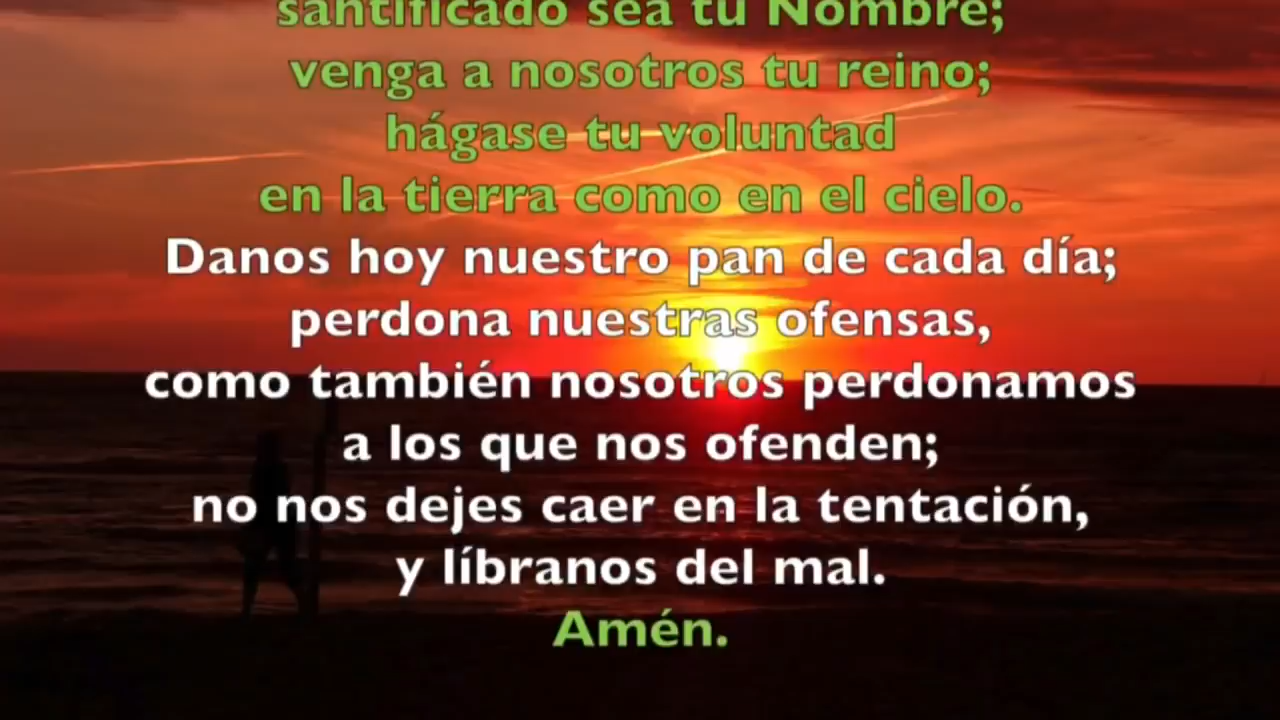 santificado sea tu Nombre;
venga a nosotros tu reino;
hágase tu voluntad
en la tierra como en el cielo.
Danos hoy nuestro pan de cada día;
perdona nuestras ofensas,
como también nosotros perdonamos
a los que nos ofenden;
no nos dejes caer en la tentación,
y líbranos del mal.
Amén.